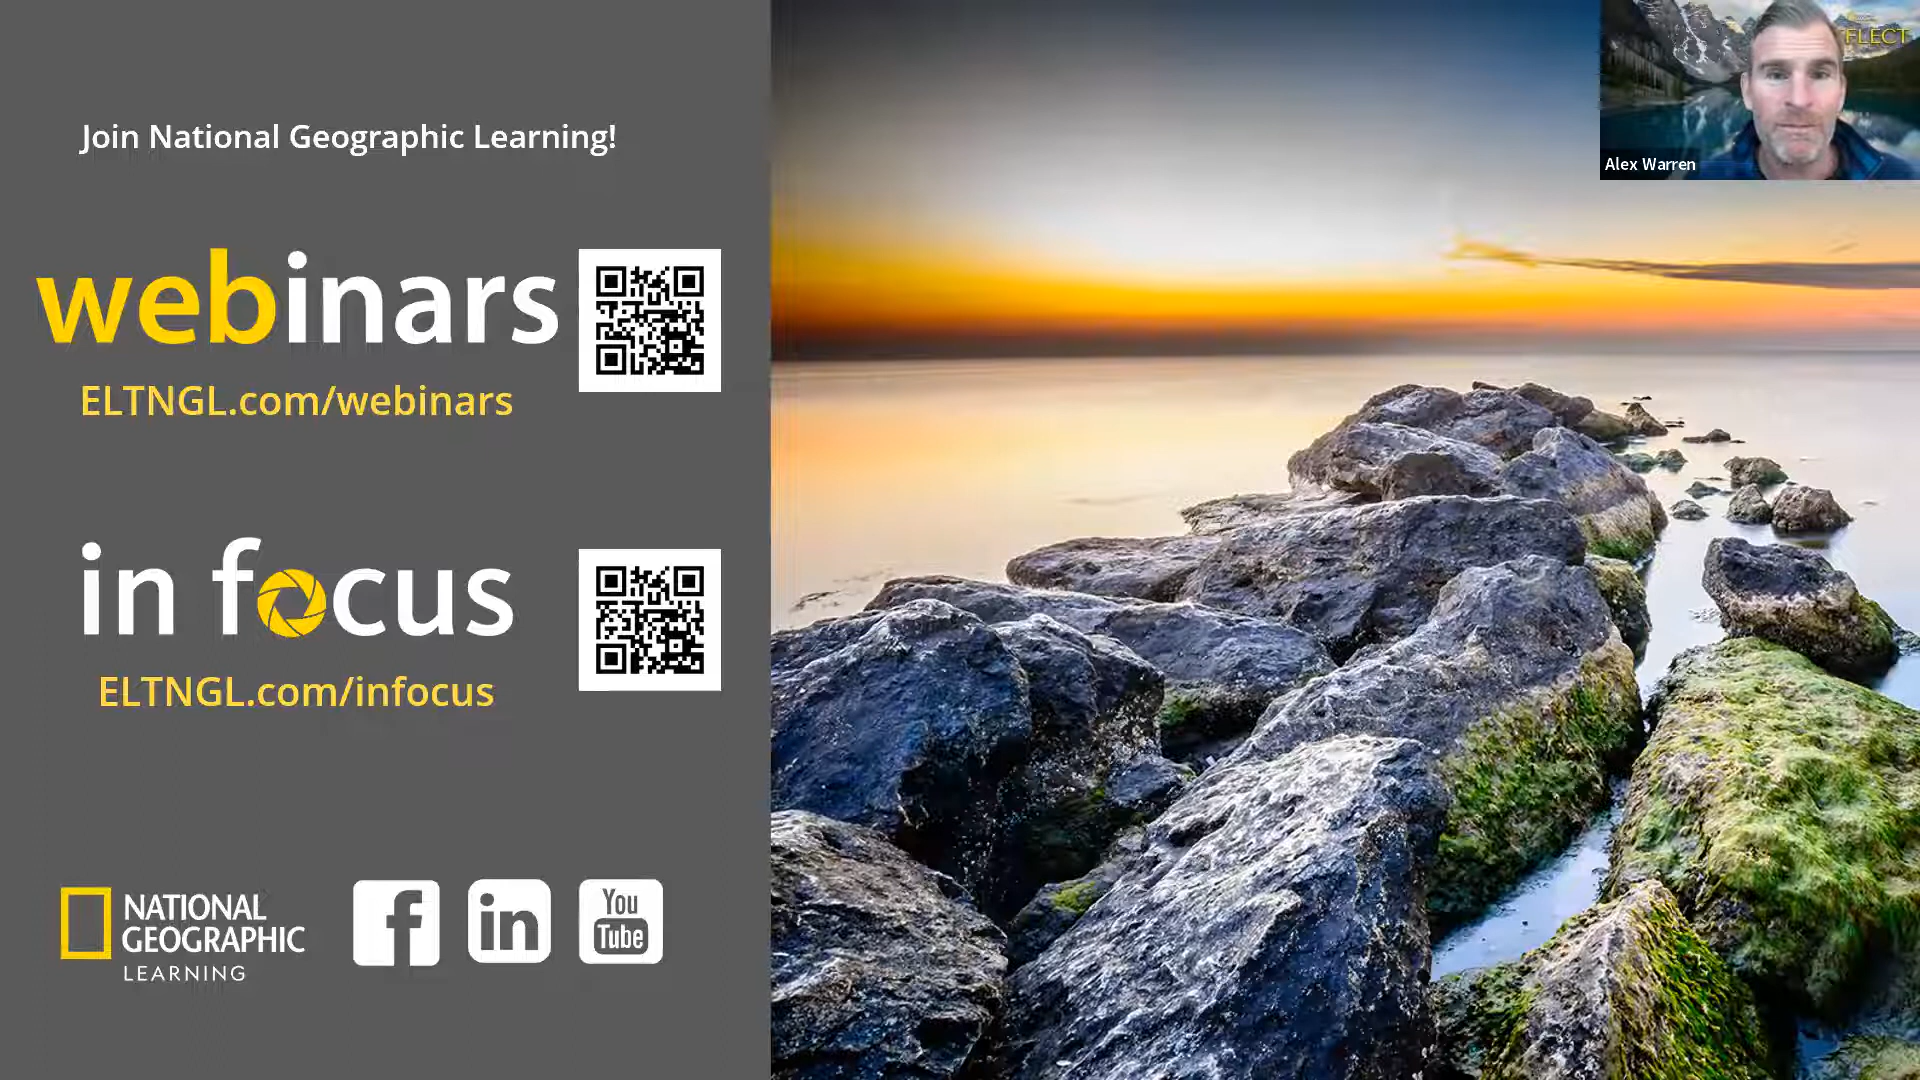 Join National Geographic Learning!
webinars
ELTNGL.com/webinars
in focus
ELTNGL.com/infocus
NATIONAL
GEOGRAPHIC
LEARNING
f
in
You
Tube
FLECT
Alex Warren